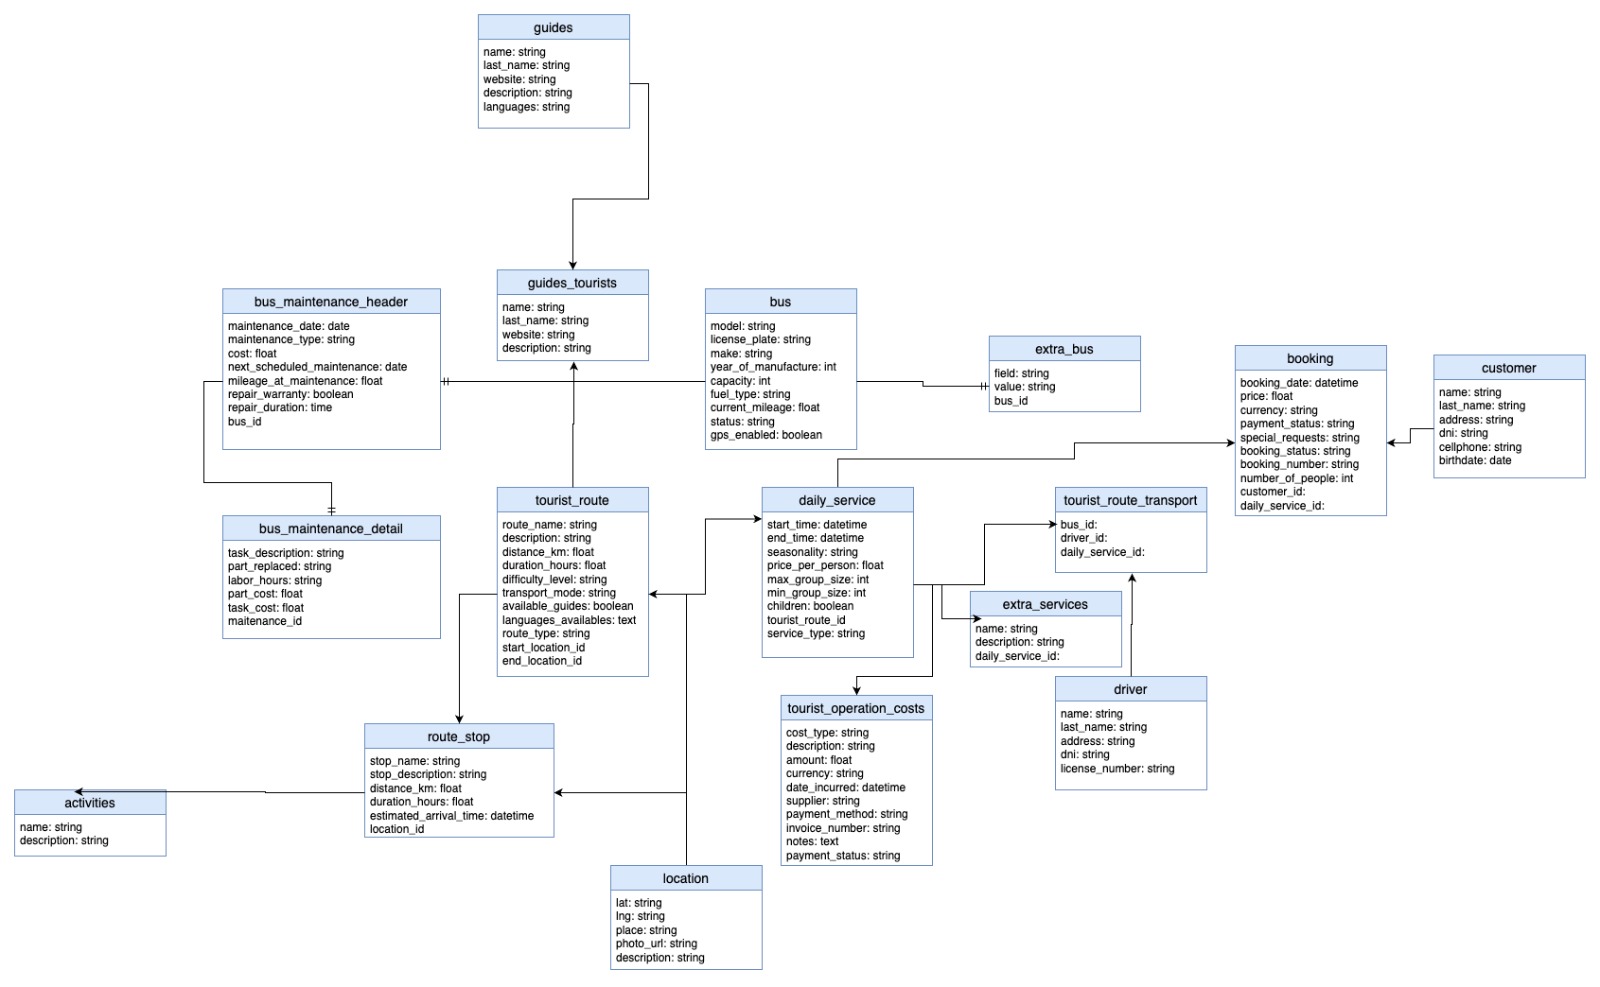 guides
name: string
last_name: string
website: string
description: string
languages: string
guides_tourists
name: string
last_name: string
website: string
description: string
bus_maintenance_header
maintenance_date: date
maintenance_type: string
cost: float
next_scheduled_maintenance: date
mileage_at_maintenance: float
repair_warranty: boolean
repair_duration: time
bus_id
bus
model: string
license_plate: string
make: string
year_of_manufacture: int
capacity: int
fuel_type: string
current_mileage: float
status: string
gps_enabled: boolean
extra_bus
field: string
value: string
bus_id
booking
booking_date: datetime
price: float
currency: string
payment_status: string
special_requests: string
booking_status: string
booking_number: string
number_of_people: int
customer_id:
daily_service_id:
customer
name: string
last_name: string
address: string
dni: string
cellphone: string
birthdate: date
bus_maintenance_detail
task_description: string
part_replaced: string
labor_hours: string
part_cost: float
task_cost: float
maitenance_id
tourist_route
route_name: string
description: string
distance_km: float
duration_hours: float
difficulty_level: string
transport_mode: string
available_guides: boolean
languages_availables: text
route_type: string
start_location_id
end_location_id
daily_service
start_time: datetime
end_time: datetime
seasonality: string
price_per_person: float
max_group_size: int
min_group_size: int
children: boolean
tourist_route_id
service_type: string
tourist_route_transport
bus_id:
driver_id:
daily_service_id:
extra_services
name: string
description: string
daily_service_id:
driver
name: string
last_name: string
address: string
dni: string
license_number: string
tourist_operation_costs
cost_type: string
description: string
amount: float
currency: string
date_incurred: datetime
supplier: string
payment_method: string
invoice_number: string
notes: text
payment_status: string
route_stop
stop_name: string
stop_description: string
distance_km: float
duration_hours: float
estimated_arrival_time: datetime
location_id
activities
name: string
description: string
location
lat: string
lng: string
place: string
photo_url: string
description: string